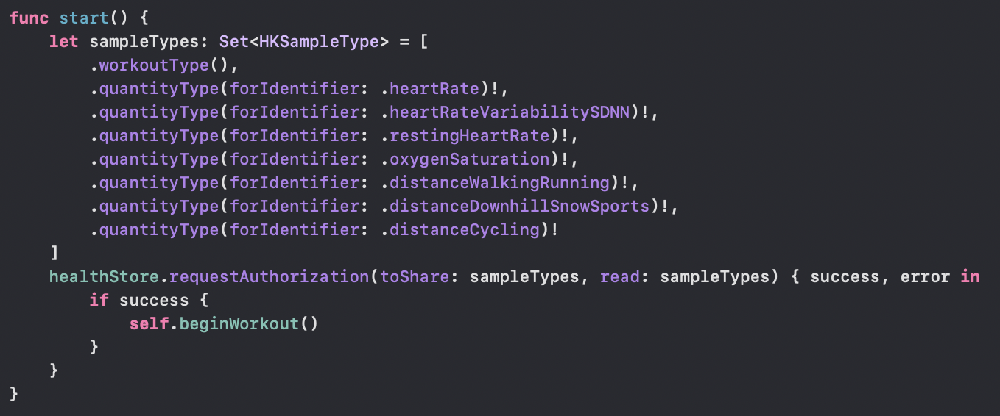 func start() {
    let sampleTypes: Set<HKSampleType> = [
        .workoutType(),
        .quantityType(forIdentifier: .heartRate)!,
        .quantityType(forIdentifier: .heartRateVariabilitySDNN)!,
        .quantityType(forIdentifier: .restingHeartRate)!,
        .quantityType(forIdentifier: .oxygenSaturation)!,
        .quantityType(forIdentifier: .distanceWalkingRunning)!,
        .quantityType(forIdentifier: .distanceDownhillSnowSports)!,
        .quantityType(forIdentifier: .distanceCycling)!
    ]
    healthStore.requestAuthorization(toShare: sampleTypes, read: sampleTypes) { success, error in
        if success {
            self.beginWorkout()
        }
    }
}